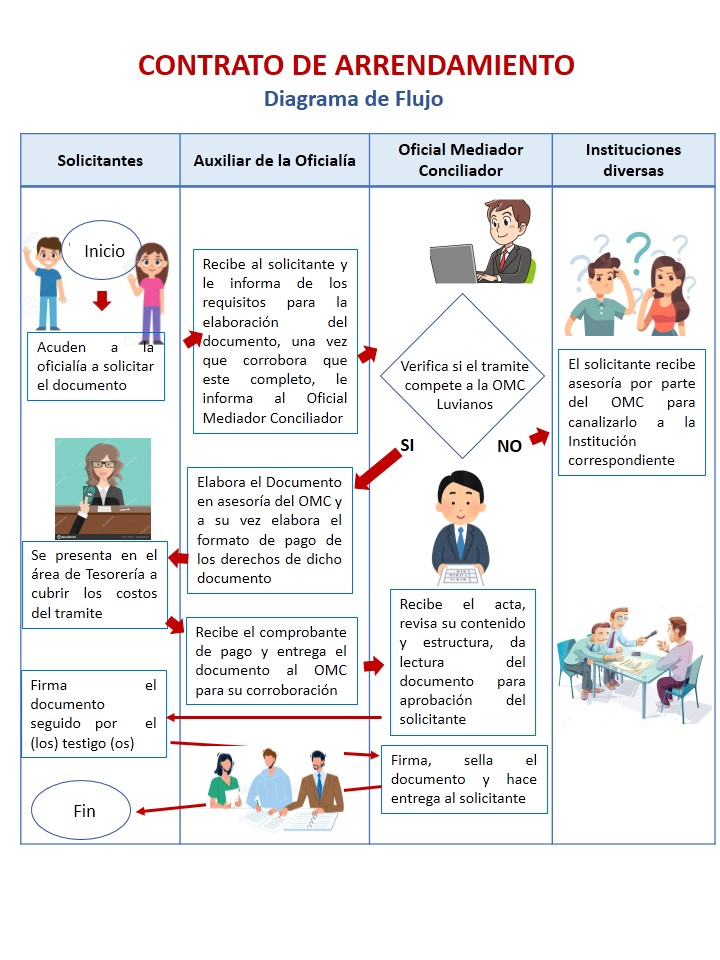 CONTRATO DE ARRENDAMIENTO
Diagrama de Flujo
Solicitantes
Auxiliar de la Oficialía
Oficial Mediador
Conciliador
Instituciones
diversas
Inicio
Acuden a la
oficialía a solicitar
el documento
Recibe al solicitante y
le informa de los
requisitos para la
elaboración del
documento, una vez
que corrobora que
este completo, le
informa al Oficial
Mediador Conciliador
Verifica si el tramite
compete a la OMC
Luvianos
SI
NO
El solicitante recibe
asesoría por parte
del OMC para
canalizarlo a la
Institución
correspondiente
Elabora el Documento
en asesoría del OMC y
a su vez elabora el
formato de pago de
los derechos de dicho
documento
Se presenta en el
área de Tesorería a
cubrir los costos
del tramite
Recibe el comprobante
de pago y entrega el
documento al OMC
para su corroboración
Recibe el acta,
revisa su contenido
y estructura, da
lectura del
documento para
aprobación del
solicitante
Firma el
documento
seguido por el
(los) testigo (os)
Firma, sella el
documento y hace
entrega al solicitante
Fin